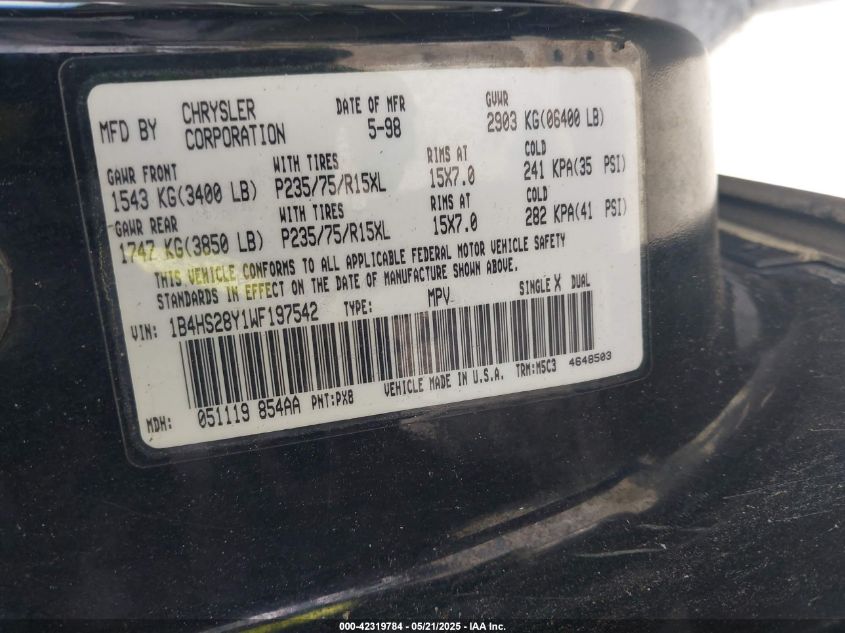 MFD BY CHRYSLER CORPORATION DATE OF MFR 5-98 GVWR 2903 KG(06400 LB)
GAWR FRONT WITH TIRES RIMS AT COLD
1543 KG(3400 LB) P235/75/R15XL 15X7.0 241 KPA(35 PSI)
GAWR REAR WITH TIRES RIMS AT COLD
1747 KG(3850 LB) P235/75/R15XL 15X7.0 282 KPA(41 PSI)
THIS VEHICLE CONFORMS TO ALL APPLICABLE FEDERAL MOTOR VEHICLE SAFETY
STANDARDS IN EFFECT ON THE DATE OF MANUFACTURE SHOWN ABOVE.
VIN: 1B4HS28Y1WF197542 TYPE: MPV SINGLE X DUAL
MDH: 051119 854AA PNT:PX8 VEHICLE MADE IN U.S.A. TRM:M5C3 4648503
000-42319784 — 05/21/2025 — IAA Inc.